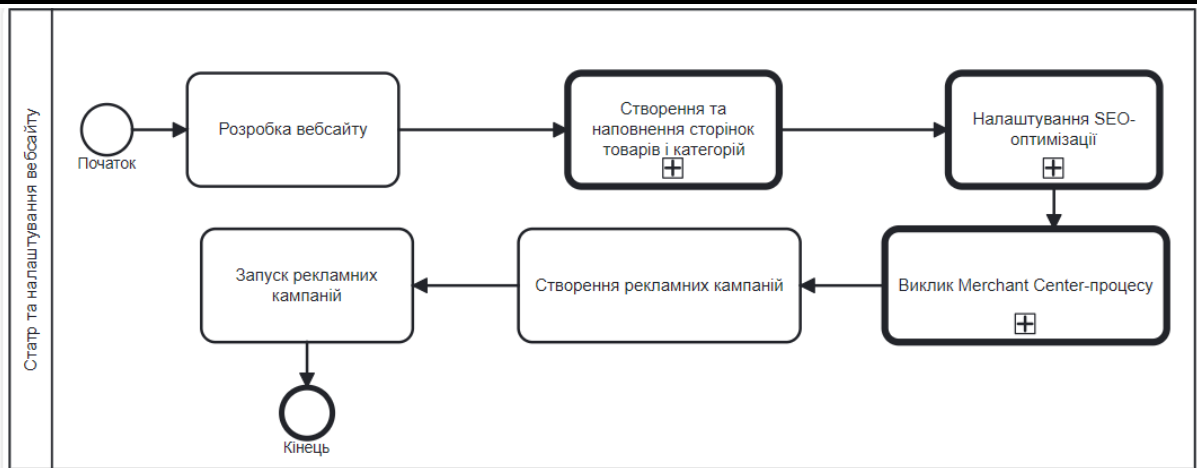 Статр та налаштування вебсайту
Початок
Розробка вебсайту
Створення та
наповнення сторінок
товарів і категорій
Налаштування SEO-
оптимізації
Запуск рекламних
кампаній
Створення рекламних кампаній
Виклик Merchant Center-процесу
Кінець